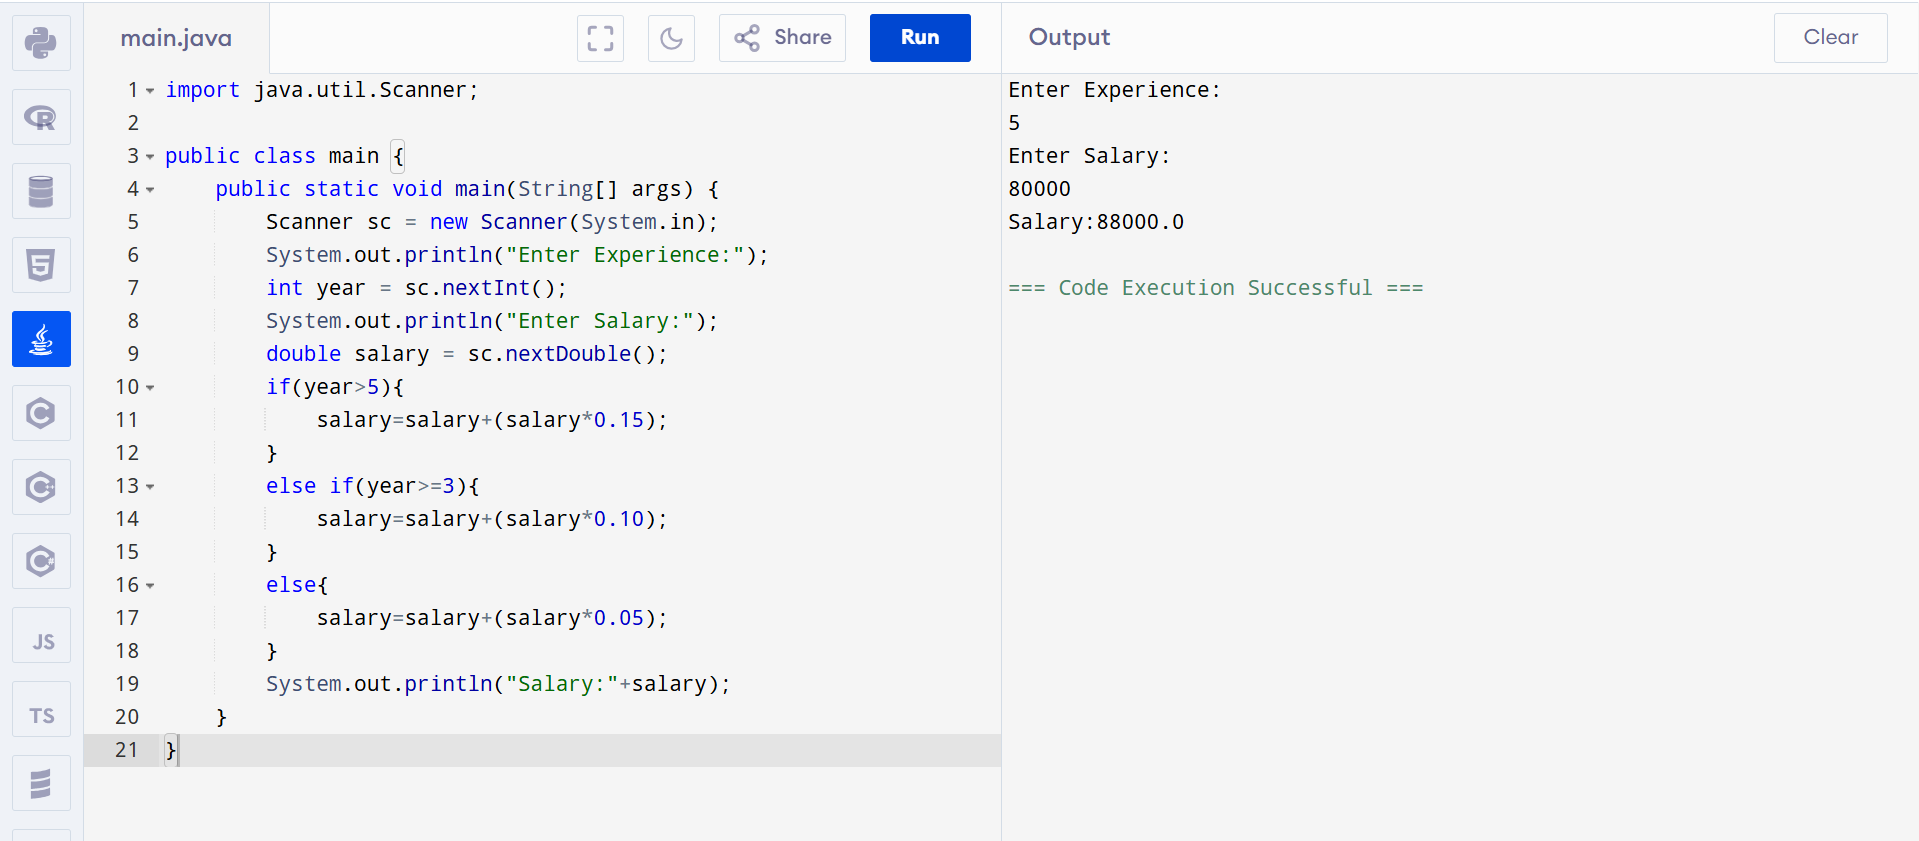 main.java
Share
Run
Output
Clear
1 import java.util.Scanner;
2
3 public class main {
4     public static void main(String[] args) {
5         Scanner sc = new Scanner(System.in);
6         System.out.println("Enter Experience:");
7         int year = sc.nextInt();
8         System.out.println("Enter Salary:");
9         double salary = sc.nextDouble();
10         if(year>5){
11             salary=salary+(salary*0.15);
12         }
13         else if(year>=3){
14             salary=salary+(salary*0.10);
15         }
16         else{
17             salary=salary+(salary*0.05);
18         }
19         System.out.println("Salary:"+salary);
20     }
21 }
Enter Experience:
5
Enter Salary:
80000
Salary:88000.0
=== Code Execution Successful ===
R
5
C
C++
C#
JS
TS